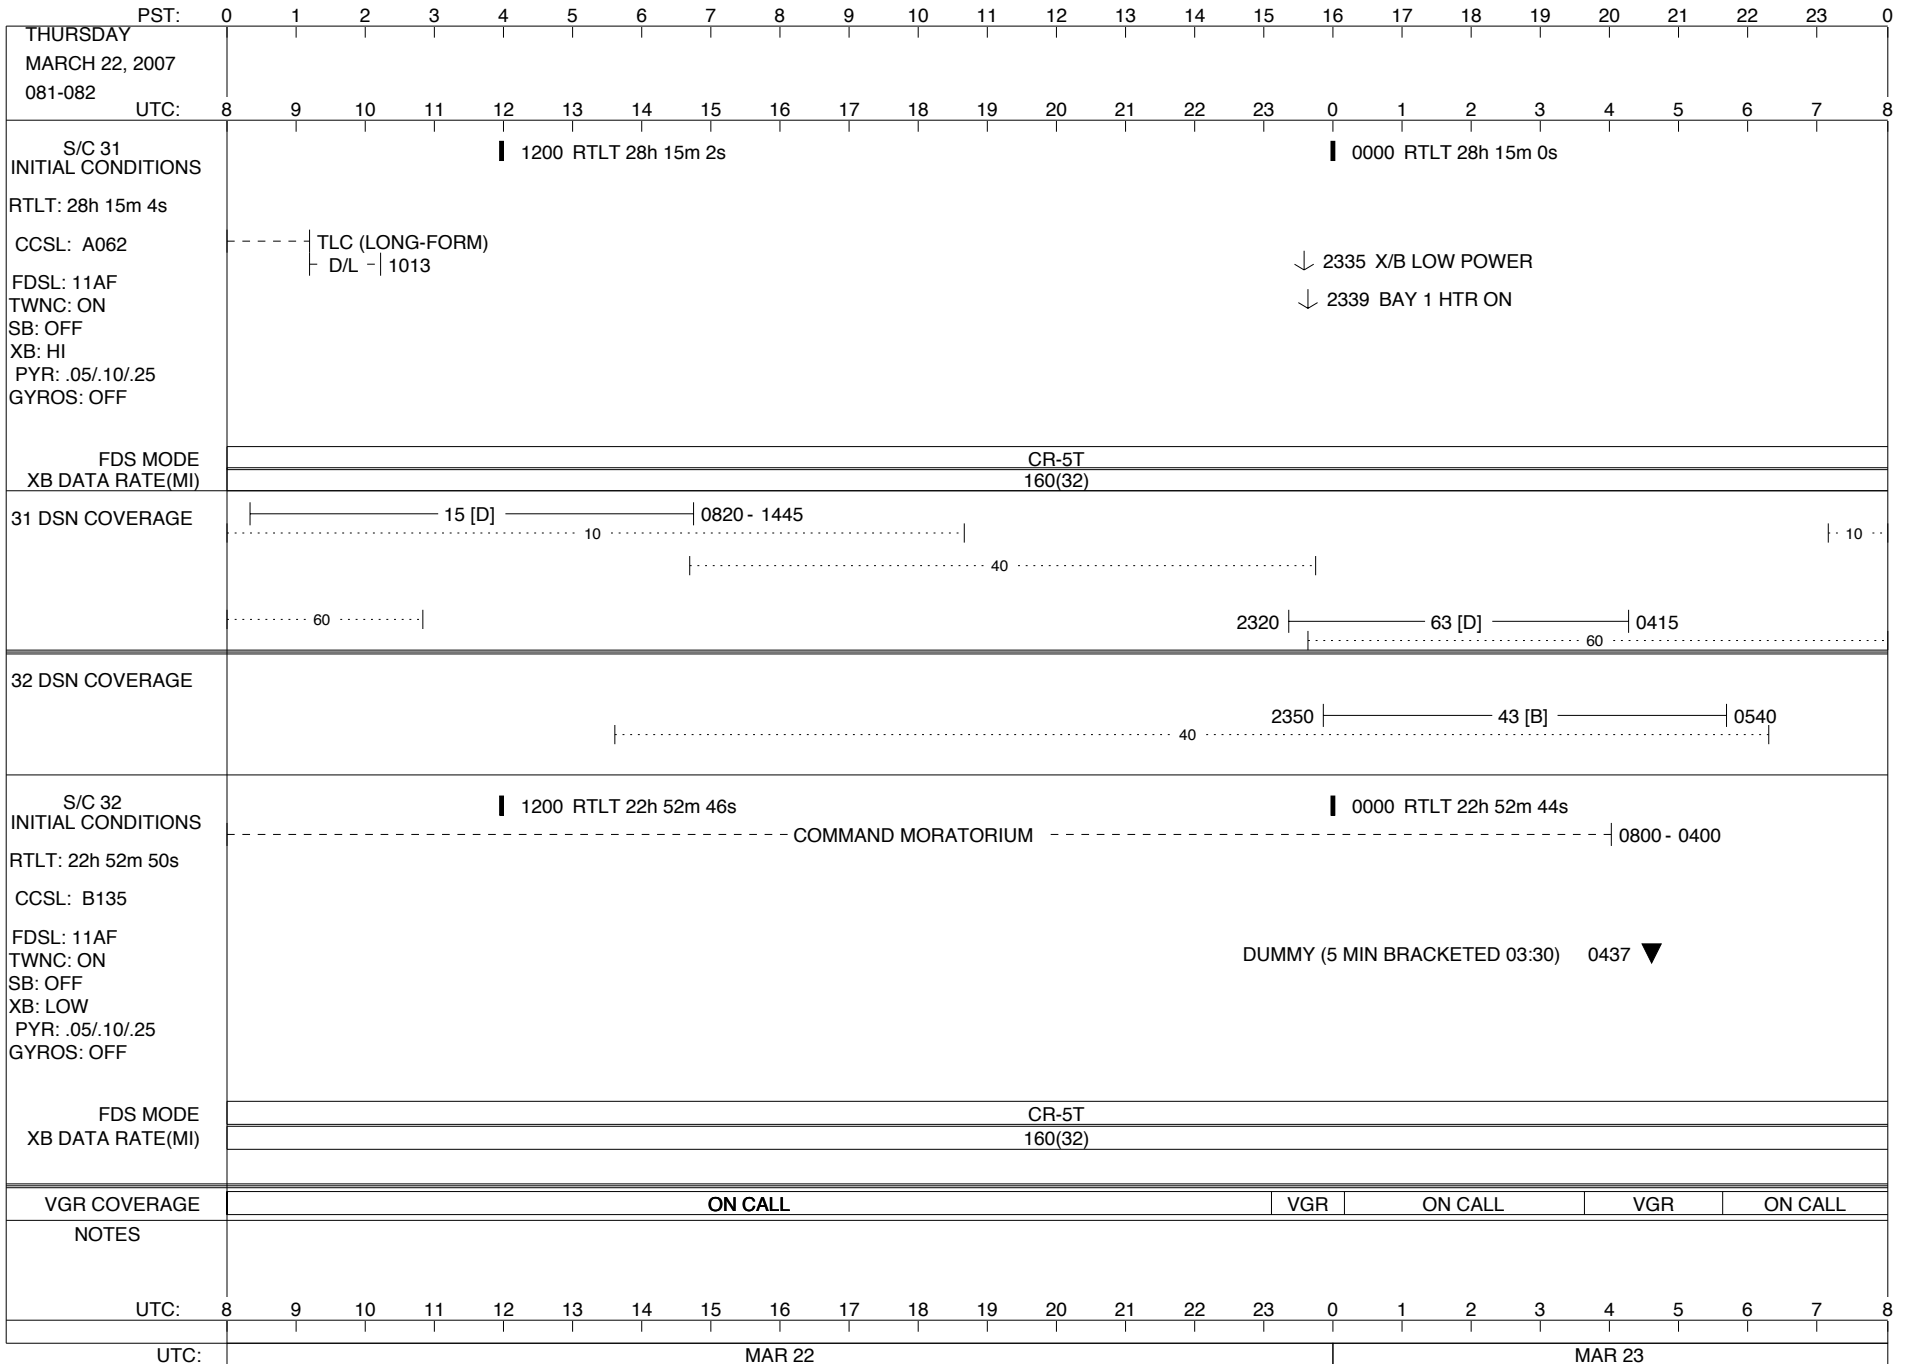 PST: 0 1 2 3 4 5 6 7 8 9 10 11 12 13 14 15 16 17 18 19 20 21 22 23 0
THURSDAY
MARCH 22, 2007
081-082
UTC: 8 9 10 11 12 13 14 15 16 17 18 19 20 21 22 23 0 1 2 3 4 5 6 7 8
S/C 31
INITIAL CONDITIONS
1200 RTLT 28h 15m 2s
0000 RTLT 28h 15m 0s
RTLT: 28h 15m 4s
CCSL: A062
TLC (LONG-FORM)
D/L 1013
2335 X/B LOW POWER
2339 BAY 1 HTR ON
FDSL: 11AF
TWNC: ON
SB: OFF
XB: HI
PYR: .05/.10/.25
GYROS: OFF
FDS MODE CR-5T
XB DATA RATE(MI) 160(32)
31 DSN COVERAGE
15 [D] 0820 - 1445
10
10
40
60
2320 63 [D] 0415
60
32 DSN COVERAGE
2350 43 [B] 0540
40
S/C 32
INITIAL CONDITIONS
1200 RTLT 22h 52m 46s
0000 RTLT 22h 52m 44s
COMMAND MORATORIUM 0800 - 0400
RTLT: 22h 52m 50s
CCSL: B135
FDSL: 11AF
TWNC: ON
SB: OFF
XB: LOW
PYR: .05/.10/.25
GYROS: OFF
DUMMY (5 MIN BRACKETED 03:30) 0437
FDS MODE CR-5T
XB DATA RATE(MI) 160(32)
VGR COVERAGE ON CALL VGR ON CALL VGR ON CALL
NOTES
UTC: 8 9 10 11 12 13 14 15 16 17 18 19 20 21 22 23 0 1 2 3 4 5 6 7 8
UTC: MAR 22 MAR 23